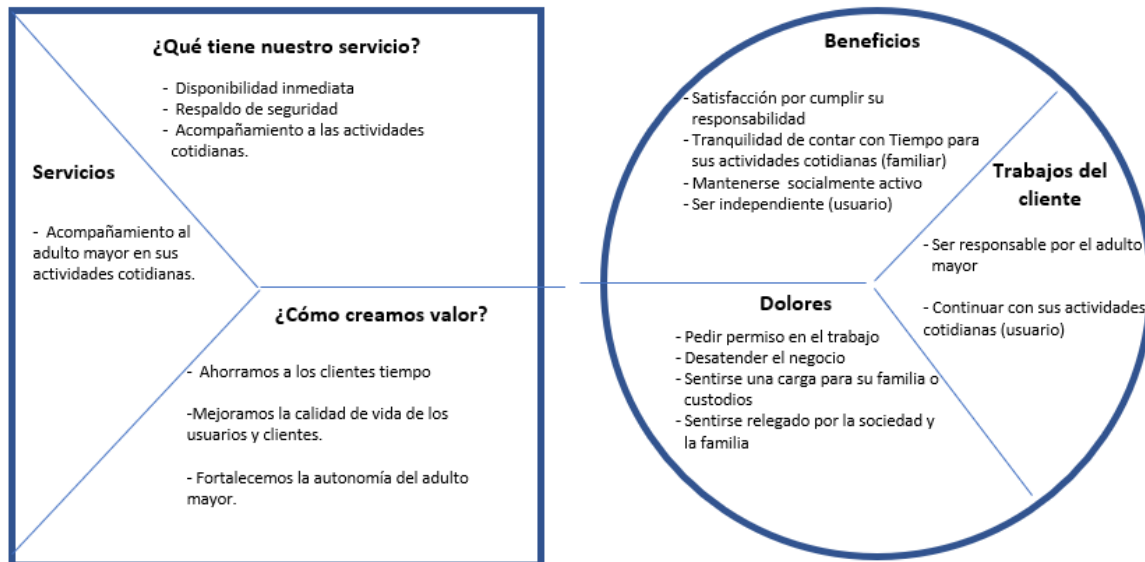 ¿Qué tiene nuestro servicio?
- Disponibilidad inmediata
- Respaldo de seguridad
- Acompañamiento a las actividades
cotidianas.
Servicios
- Acompañamiento al
adulto mayor en sus
actividades cotidianas.
¿Cómo creamos valor?
- Ahorramos a los clientes tiempo
-Mejoramos la calidad de vida de los
usuarios y clientes.
- Fortalecemos la autonomía del adulto
mayor.
Beneficios
- Satisfacción por cumplir su
responsabilidad
- Tranquilidad de contar con Tiempo para
sus actividades cotidianas (familiar)
- Mantenerse socialmente activo
- Ser independiente (usuario)
Trabajos del
cliente
- Ser responsable por el adulto
mayor
- Continuar con sus actividades
cotidianas (usuario)
Dolores
- Pedir permiso en el trabajo
- Desatender el negocio
- Sentirse una carga para su familia o
custodios
- Sentirse relegado por la sociedad y
la familia